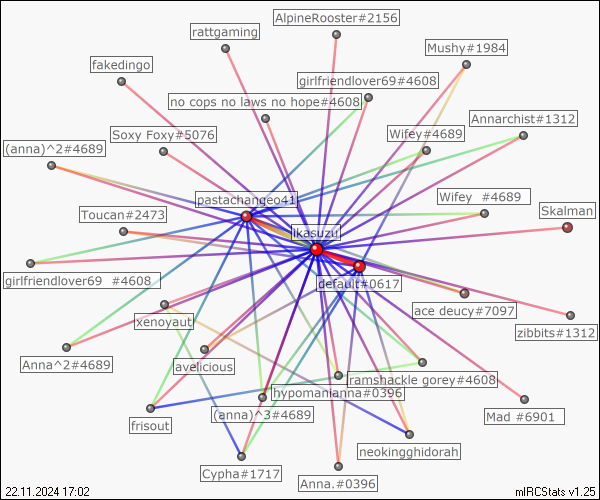 AlpineRooster#2156
rattgaming
Mushy#1984
fakedingo
girlfriendlover69#4608
no cops no laws no hope#4608
Annarchist#1312
Soxy Foxy#5076
Wifey#4689
(anna)^2#4689
pastachangeo41
Wifey #4689
Toucan#2473
Skalman
likasuzu
girlfriendlover69 #4608
default#0617
ace deucy#7097
xenoyauti
zibbits#1312
Anna^2#4689
avelicious
ramshackle gorey#4608
hypomanianna#0396
(anna)^3#4689
Mad #6901
frisout
neokingghidorah
Cypha#1717
Anna.#0396
22.11.2024 17:02
mIRCStats v1.25